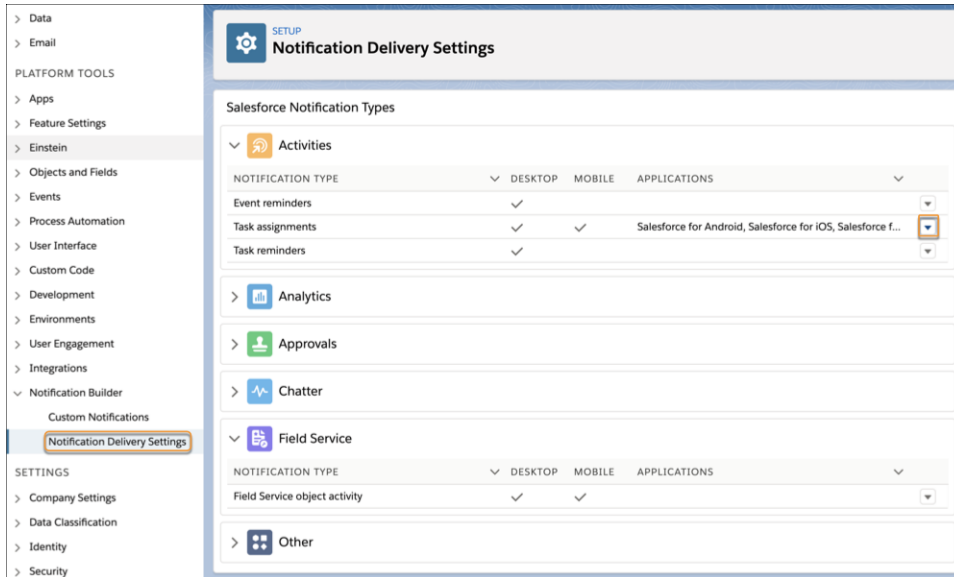 Data
Email
PLATFORM TOOLS
Apps
Feature Settings
Einstein
Objects and Fields
Events
Process Automation
User Interface
Custom Code
Development
Environments
User Engagement
Integrations
Notification Builder
Custom Notifications
Notification Delivery Settings
SETTINGS
Company Settings
Data Classification
Identity
Security
SETUP
Notification Delivery Settings
Salesforce Notification Types
Activities
NOTIFICATION TYPE DESKTOP MOBILE APPLICATIONS
Event reminders
Task assignments Salesforce for Android, Salesforce for iOS, Salesforce f...
Task reminders
Analytics
Approvals
Chatter
Field Service
NOTIFICATION TYPE DESKTOP MOBILE APPLICATIONS
Field Service object activity
Other